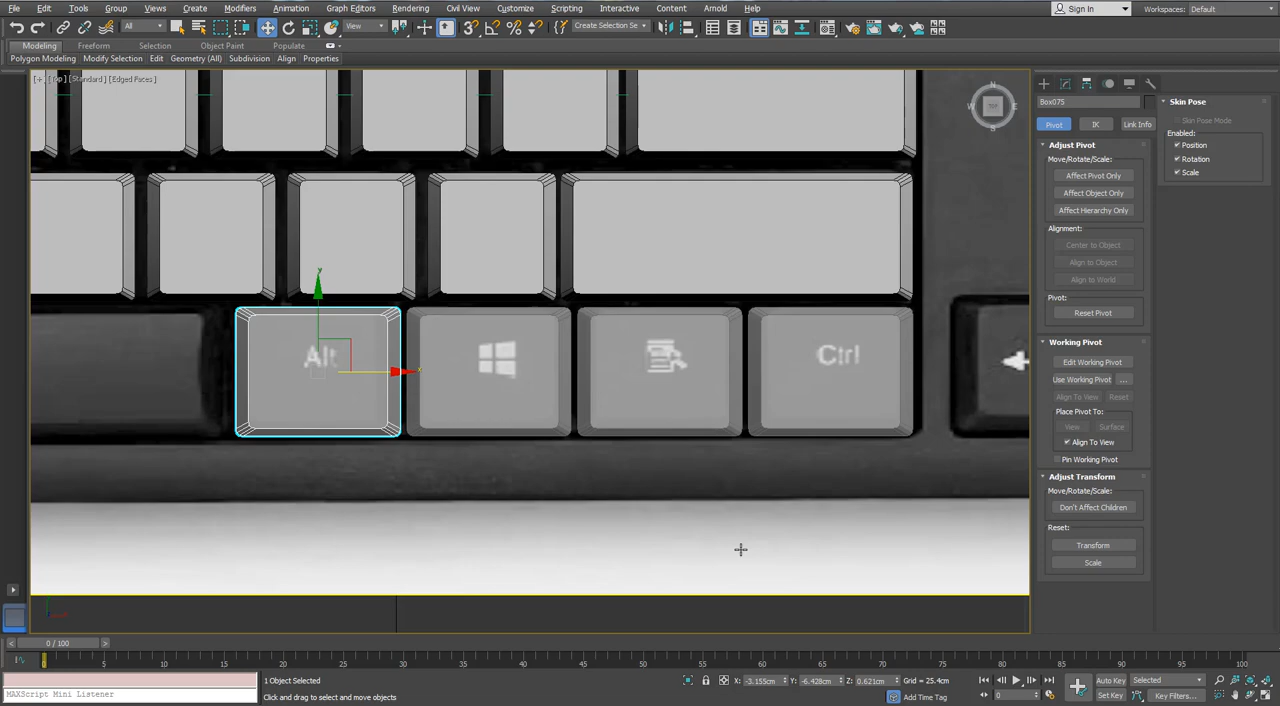 File Edit Tools Group Views Create Modifiers Animation Graph Editors Rendering Civil View Customize Scripting Interactive Content Arnold Help Sign In Workspaces: Default
All View Create Selection Se
Modeling Freeform Selection Object Paint Populate
Polygon Modeling Modify Selection Edit Geometry (All) Subdivision Align Properties
[+] [Top] [Standard] [Edged Faces]
N
W TOP E
S
Box075
Pivot IK Link Info
Adjust Pivot
Move/Rotate/Scale:
Affect Pivot Only
Affect Object Only
Affect Hierarchy Only
Alignment:
Center to Object
Align to Object
Align to World
Pivot:
Reset Pivot
Working Pivot
Edit Working Pivot
Use Working Pivot ...
Align To View Reset
Place Pivot To:
View Surface
Align To View
Pin Working Pivot
Adjust Transform
Move/Rotate/Scale:
Don't Affect Children
Reset:
Transform
Scale
Skin Pose
Skin Pose Mode
Enabled:
Position
Rotation
Scale
y
x
Alt Ctrl
< 0 / 100 >
0 5 10 15 20 25 30 35 40 45 50 55 60 65 70 75 80 85 90 95 100
1 Object Selected X: -3.155cm Y: -6.428cm Z: 0.621cm Grid = 25.4cm Auto Key Selected
MAXScript Mini Listener Click and drag to select and move objects Add Time Tag 0 Set Key Key Filters...